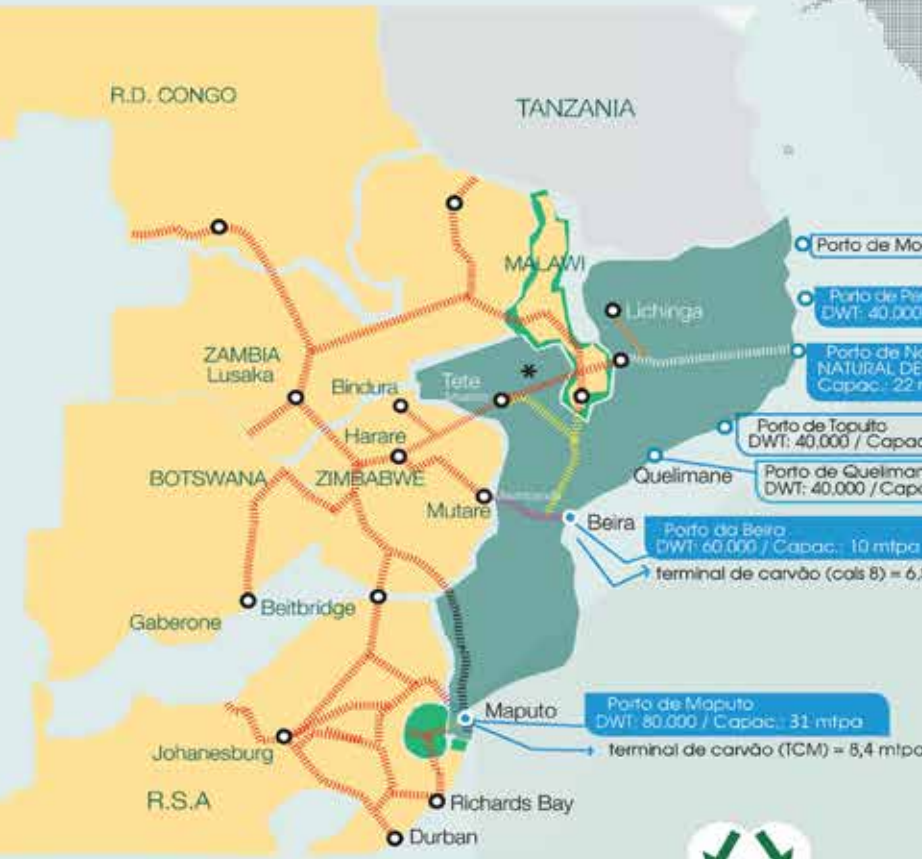 R.D. CONGO
TANZANIA
MALAWI
Porto de Mo
Porto de
DWT: 40.000
Lichinga
Porto de
NATURAL DE
Capac.: 22
ZAMBIA
Lusaka
Bindura
Tete
Harare
Porto de Topuito
DWT: 40.000 / Capac
BOTSWANA
ZIMBABWE
Quelimane
Porto de Quelimar
DWT: 40.000 / Capa
Mutare
Beira
Porto da Beira
DWT: 60.000 / Capac.: 10 mtpa
terminal de carvão (cais 8) = 6,
Gaberone
Beitbridge
Maputo
Porto de Maputo
DWT: 80.000 / Capac.: 31 mtpa
terminal de carvão (TCM) = 8,4 mtpa
Johanesburg
R.S.A
Richards Bay
Durban